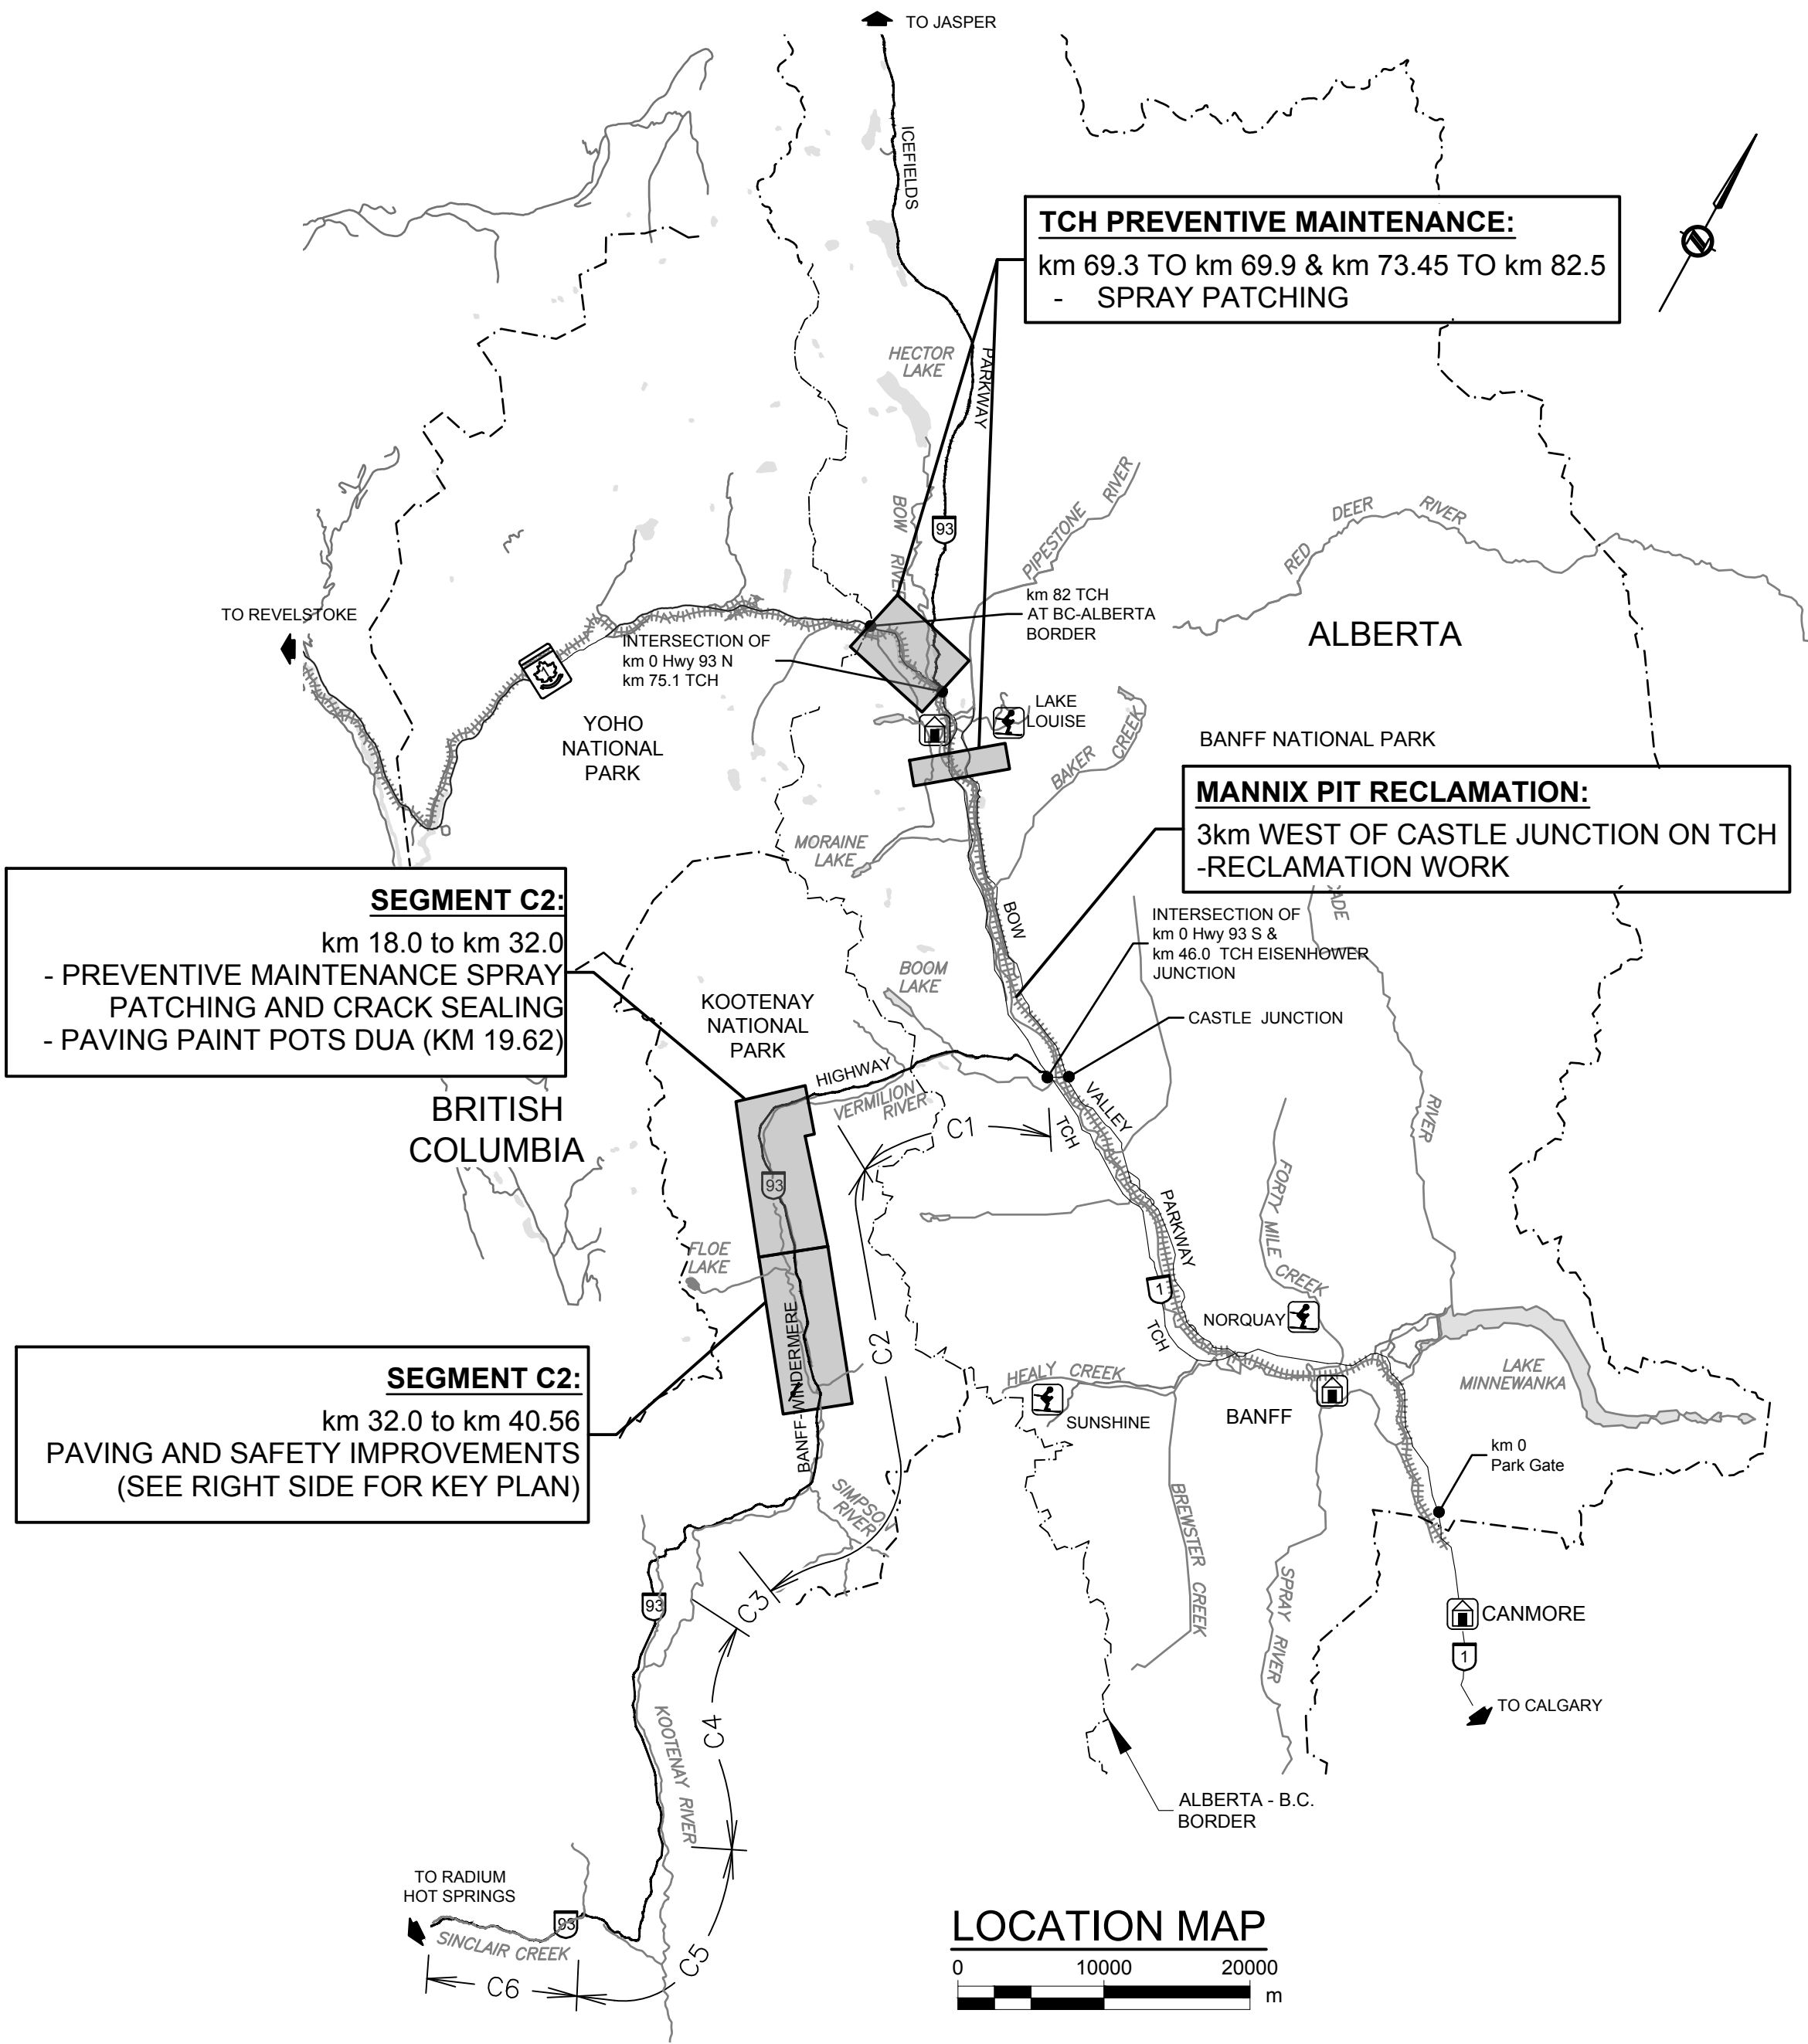 TO JASPER
ICEFIELDS
PARKWAY
TCH PREVENTIVE MAINTENANCE:
km 69.3 TO km 69.9 & km 73.45 TO km 82.5
- SPRAY PATCHING
N
HECTOR
LAKE
BOW RIVER
93
PIPESTONE RIVER
RED DEER RIVER
km 82 TCH
AT BC-ALBERTA
BORDER
ALBERTA
TO REVELSTOKE
INTERSECTION OF
km 0 Hwy 93 N
km 75.1 TCH
1
YOHO
NATIONAL
PARK
LAKE
LOUISE
BAKER CREEK
BANFF NATIONAL PARK
MANNIX PIT RECLAMATION:
3km WEST OF CASTLE JUNCTION ON TCH
-RECLAMATION WORK
MORAINE
LAKE
SEGMENT C2:
km 18.0 to km 32.0
- PREVENTIVE MAINTENANCE SPRAY
PATCHING AND CRACK SEALING
- PAVING PAINT POTS DUA (KM 19.62)
BOW
VALLEY
PARKWAY
ADE
RIVER
INTERSECTION OF
km 0 Hwy 93 S &
km 46.0 TCH EISENHOWER
JUNCTION
BOOM
LAKE
KOOTENAY
NATIONAL
PARK
CASTLE JUNCTION
HIGHWAY
VERMILION
RIVER
BRITISH
COLUMBIA
C1
TCH
93
FORTY MILE CREEK
FLOE
LAKE
BANFF-WINDERMERE
C2
1
TCH
NORQUAY
LAKE
MINNEWANKA
HEALY CREEK
SUNSHINE
BANFF
SEGMENT C2:
km 32.0 to km 40.56
PAVING AND SAFETY IMPROVEMENTS
(SEE RIGHT SIDE FOR KEY PLAN)
km 0
Park Gate
SIMPSON
RIVER
BREWSTER CREEK
SPRAY RIVER
C3
93
CANMORE
1
TO CALGARY
C4
KOOTENAY RIVER
ALBERTA - B.C.
BORDER
TO RADIUM
HOT SPRINGS
93
SINCLAIR CREEK
C5
C6
LOCATION MAP
0 10000 20000
m